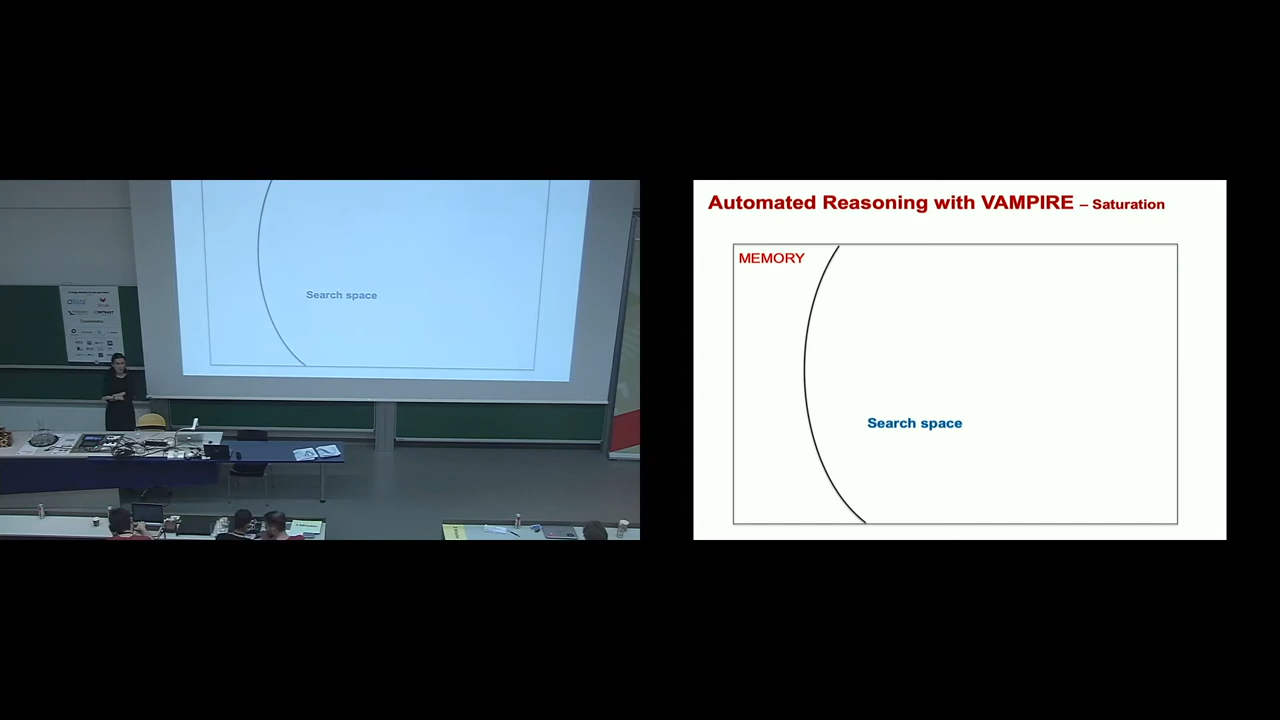 Search space
Automated Reasoning with VAMPIRE – Saturation
MEMORY
Search space